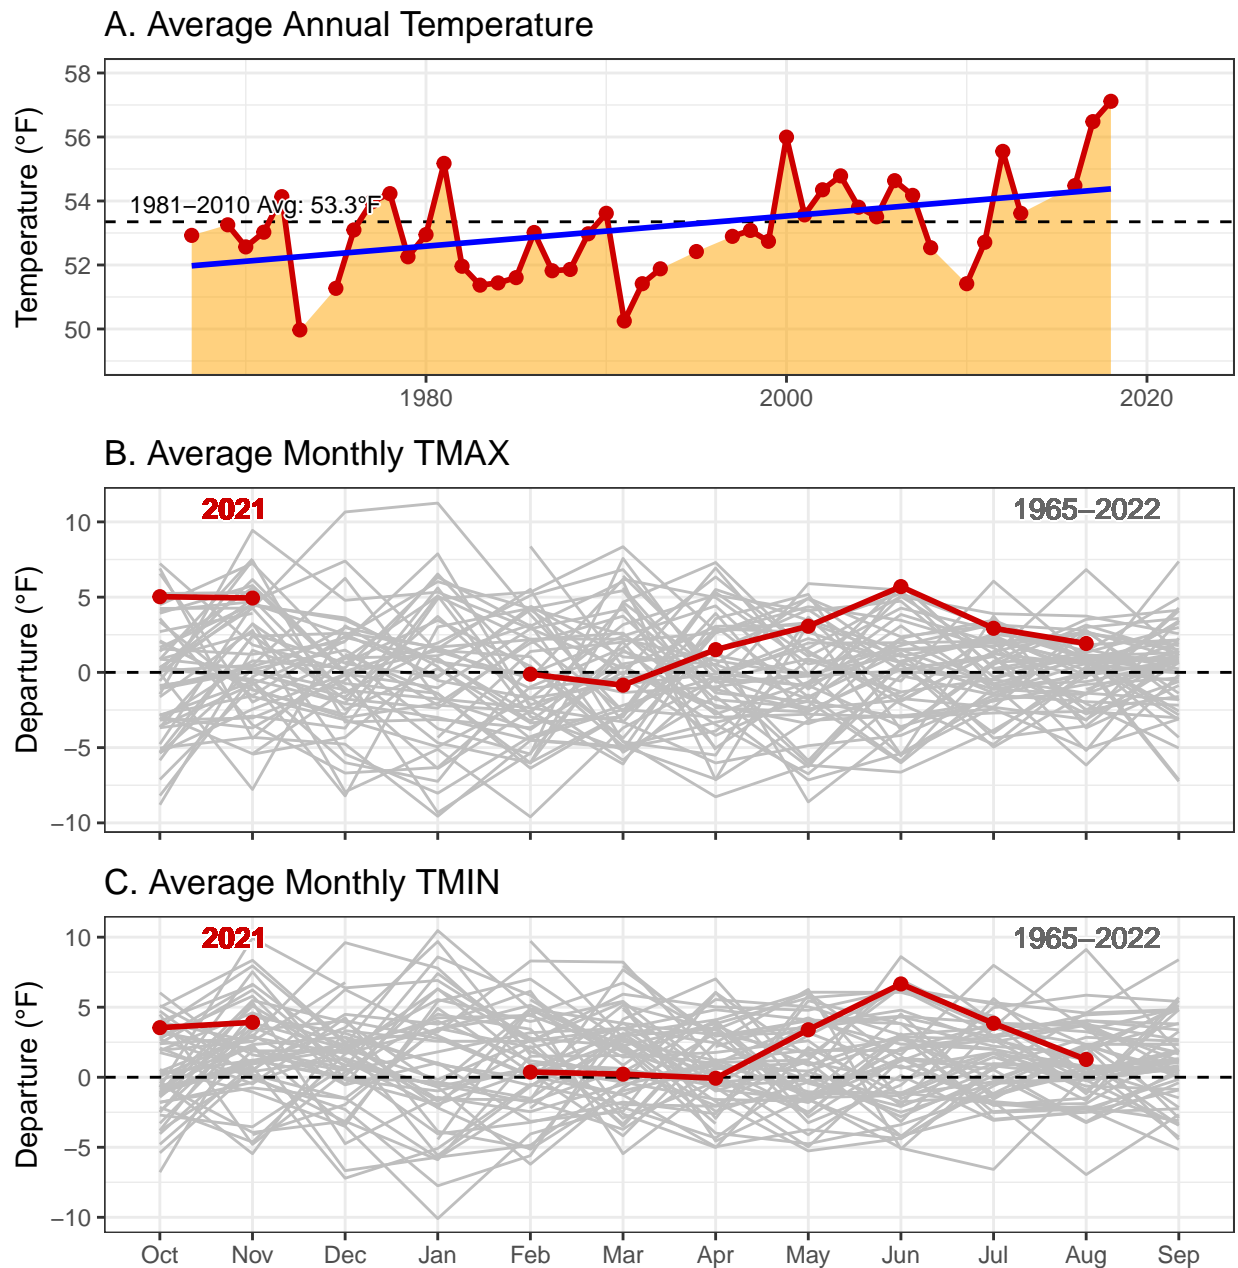 A. Average Annual Temperature
Temperature (°F)
58
56
54
52
50
1981–2010 Avg: 53.3°F
1980
2000
2020
B. Average Monthly TMAX
Departure (°F)
10
5
0
−5
−10
2021
1965–2022
C. Average Monthly TMIN
Departure (°F)
10
5
0
−5
−10
2021
1965–2022
Oct Nov Dec Jan Feb Mar Apr May Jun Jul Aug Sep